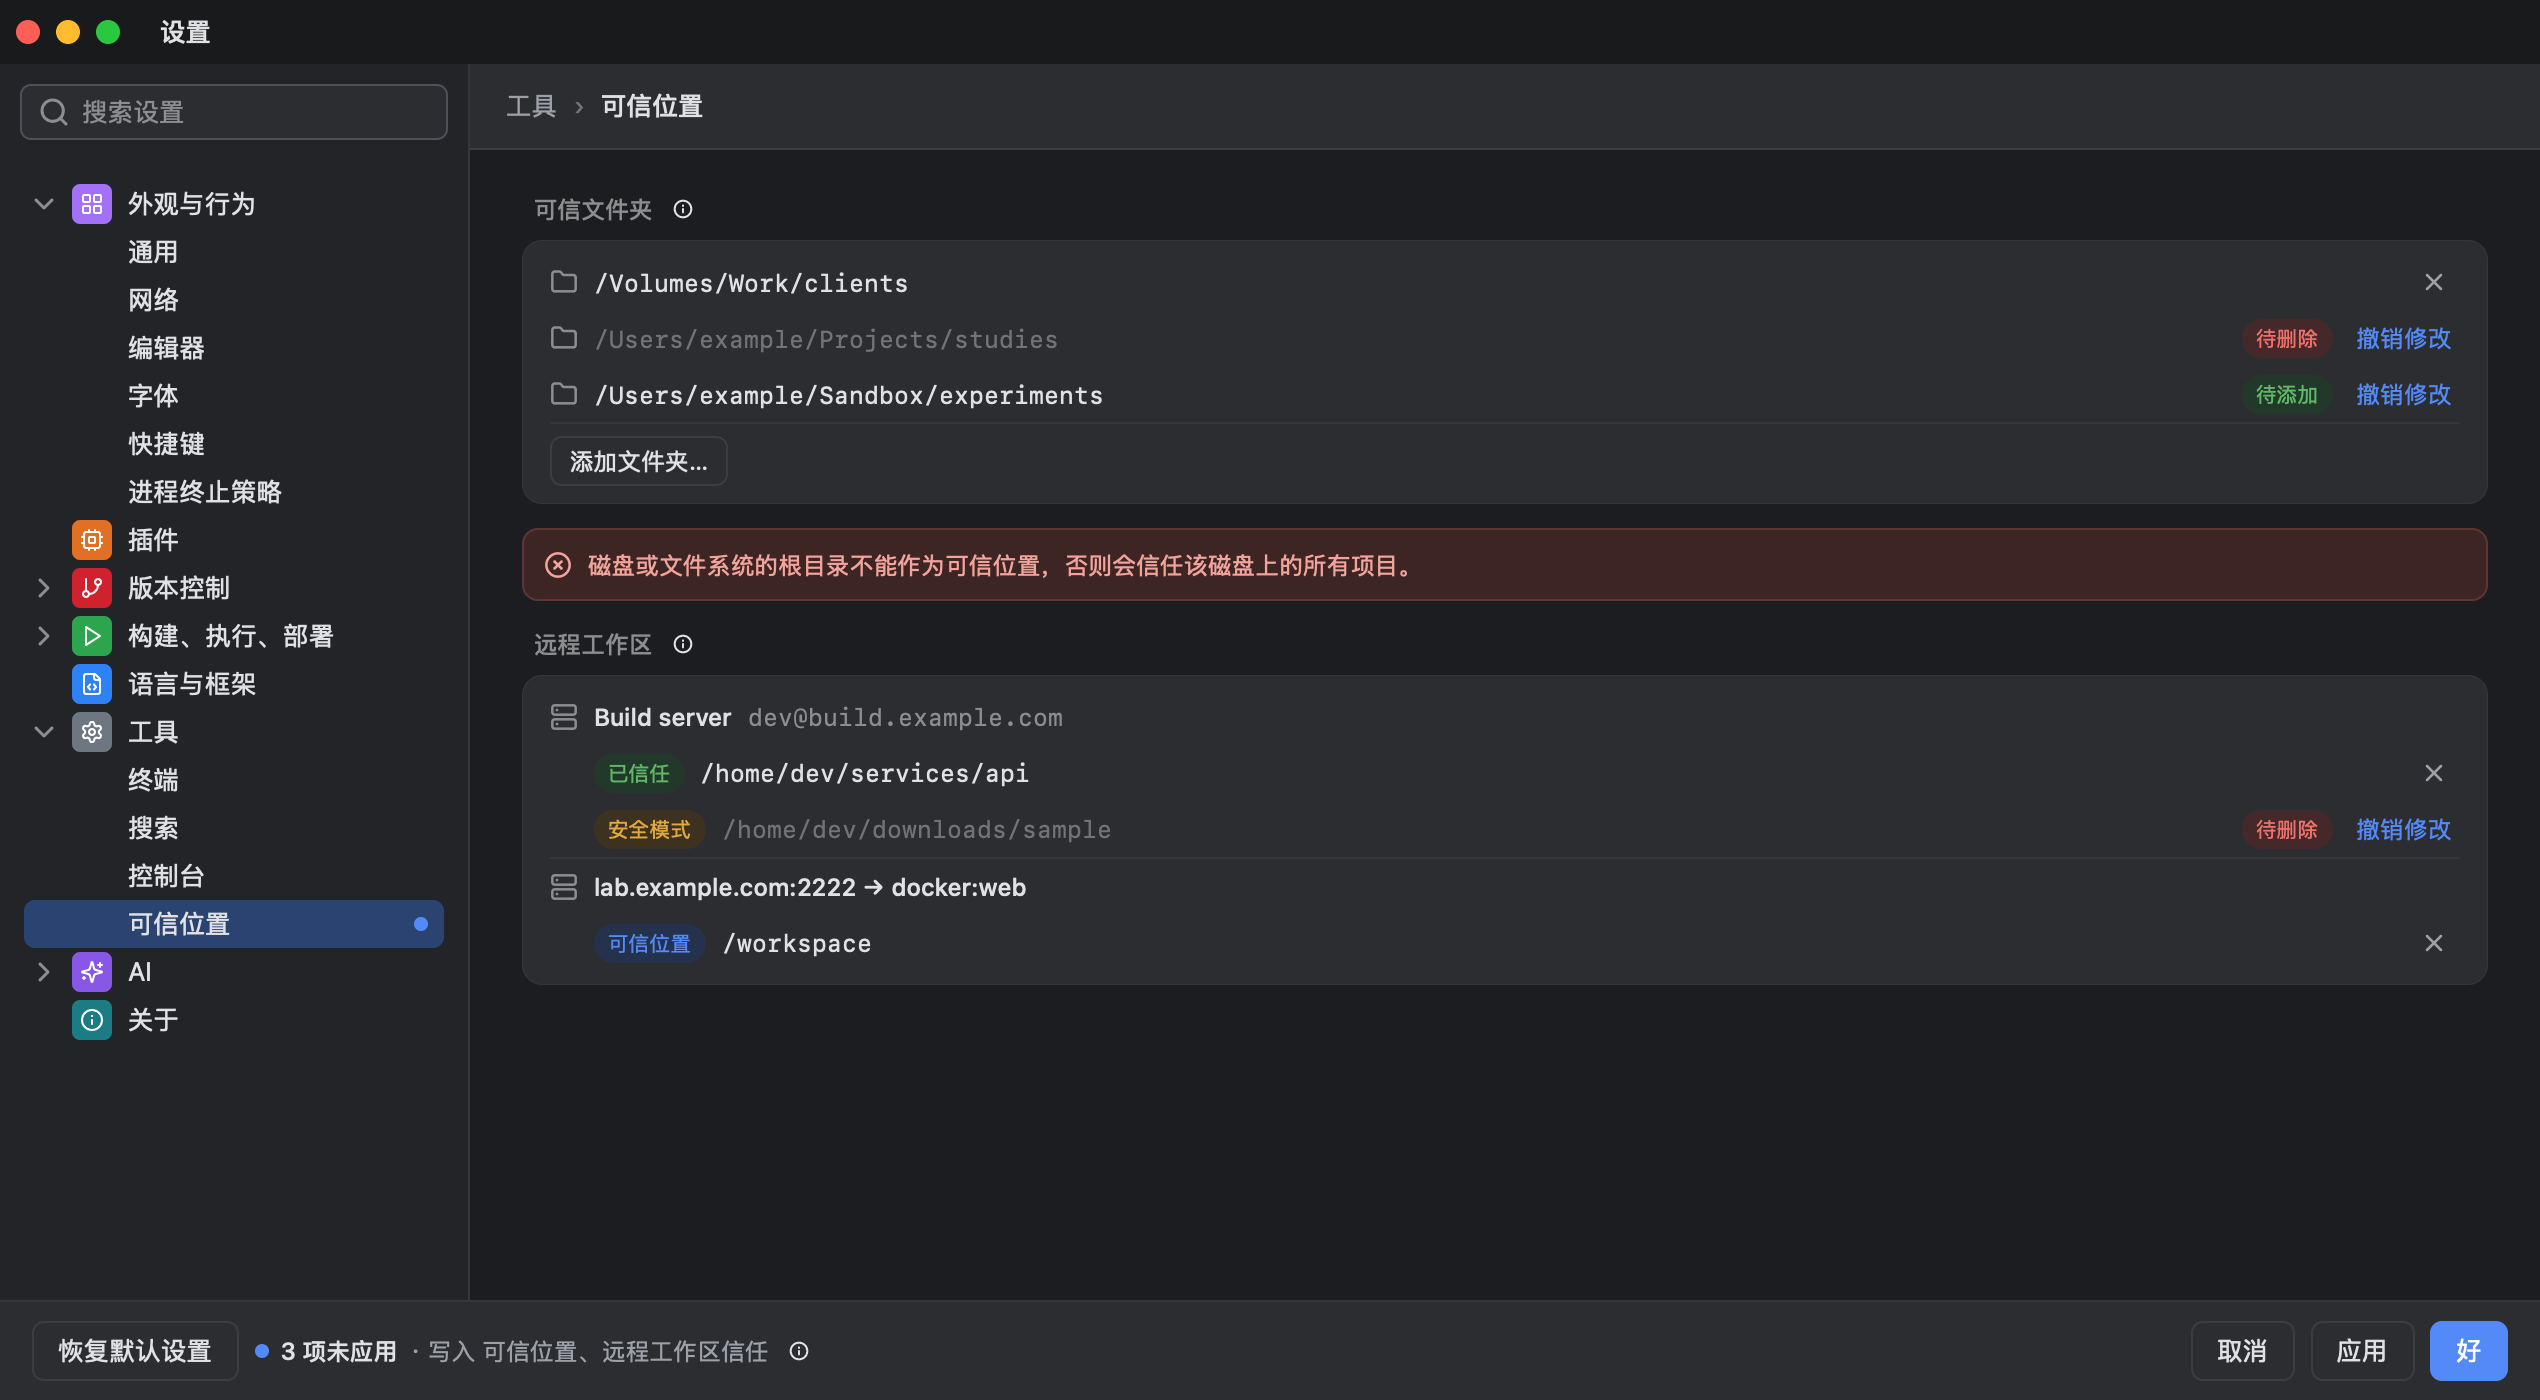 设置
搜索设置
外观与行为
通用
网络
编辑器
字体
快捷键
进程终止策略
插件
版本控制
构建、执行、部署
语言与框架
工具
终端
搜索
控制台
可信位置
AI
关于
工具 › 可信位置
可信文件夹
/Volumes/Work/clients
/Users/example/Projects/studies 待删除 撤销修改
/Users/example/Sandbox/experiments 待添加 撤销修改
添加文件夹...
磁盘或文件系统的根目录不能作为可信位置，否则会信任该磁盘上的所有项目。
远程工作区
Build server dev@build.example.com
已信任 /home/dev/services/api
安全模式 /home/dev/downloads/sample 待删除 撤销修改
lab.example.com:2222 → docker:web
可信位置 /workspace
恢复默认设置 3 项未应用 · 写入 可信位置、远程工作区信任 取消 应用 好